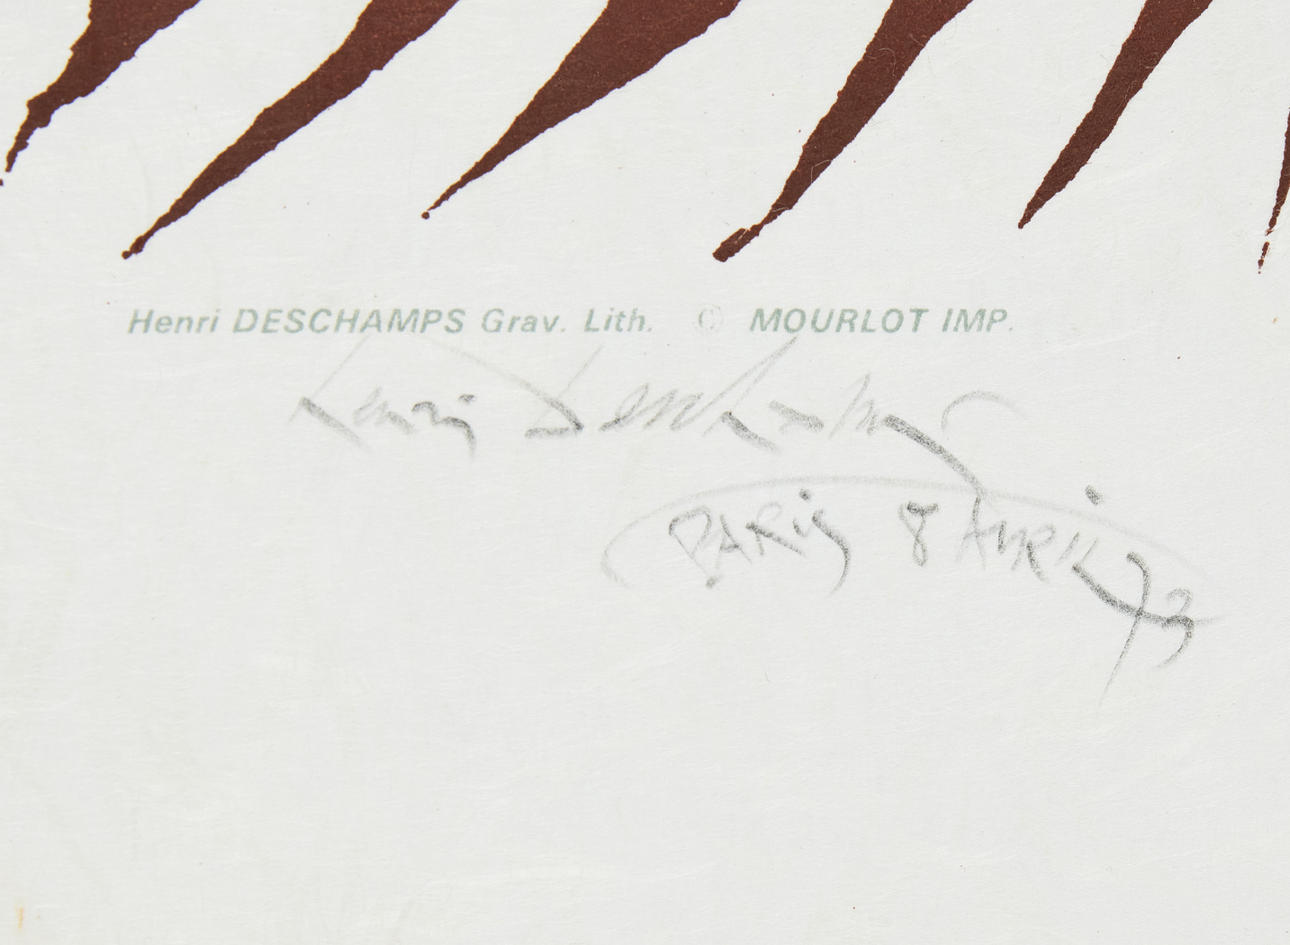 Henri DESCHAMPS Grav. Lith. © MOURLOT IMP.
Henri Deschamps
PARis 8 AVRIL 73